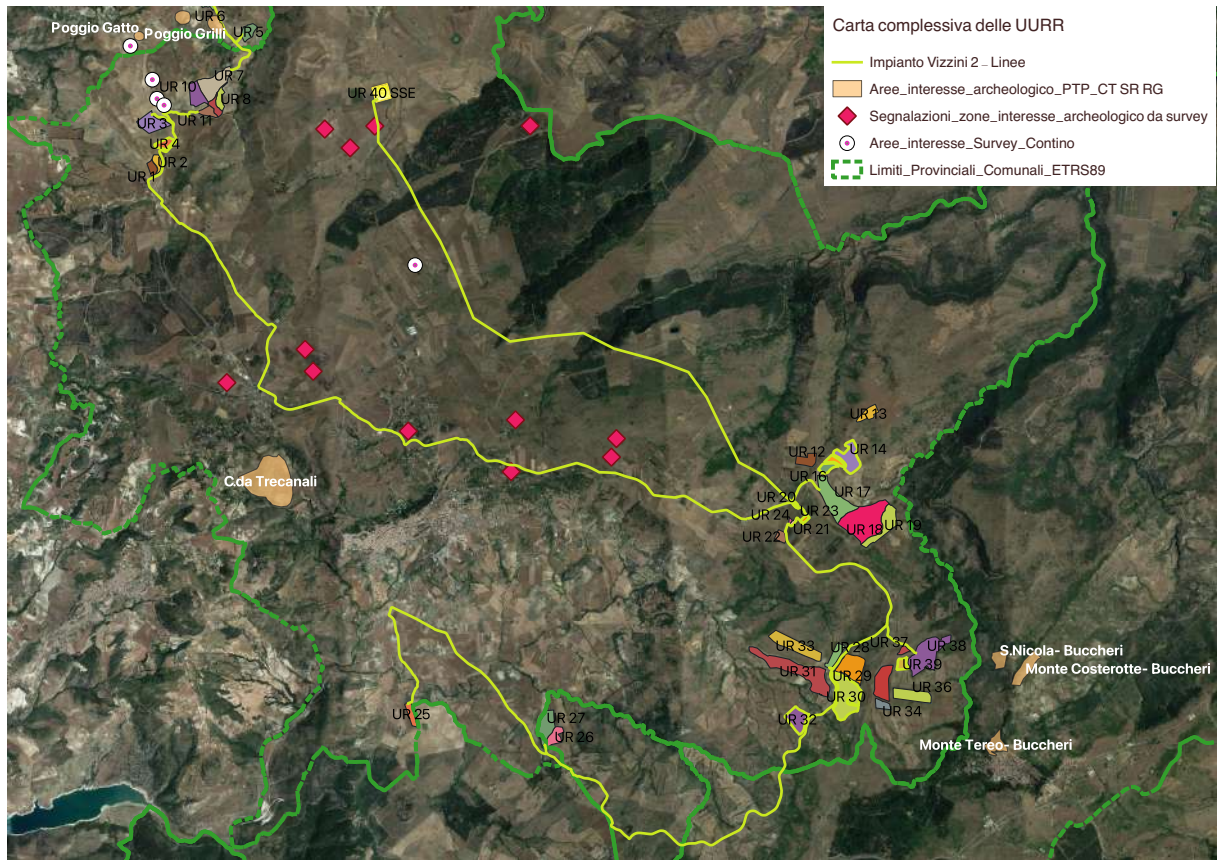 Carta complessiva delle UURR
Impianto Vizzini 2 - Linee
Aree_interesse_archeologico_PTP_CT SR RG
Segnalazioni_zone_interesse_archeologico da survey
Aree_interesse_Survey_Contino
Limiti_Provinciali_Comunali_ETRS89
UR 6
Poggio Gatto
Poggio Grilli
UR 5
UR 7
UR 10
UR 40 SSE
UR 8
UR 11
UR 3
UR 4
UR 2
UR 1
UR 13
UR 14
UR 12
UR 16
C.da Trecanali
UR 17
UR 20
UR 23
UR 24
UR 19
UR 21
UR 18
UR 22
UR 37
UR 38
UR 33
UR 28
S.Nicola- Buccheri
UR 39
Monte Costerotte- Buccheri
UR 31
UR 29
UR 36
UR 30
UR 34
UR 25
UR 27
UR 32
UR 26
Monte Tereo- Buccheri